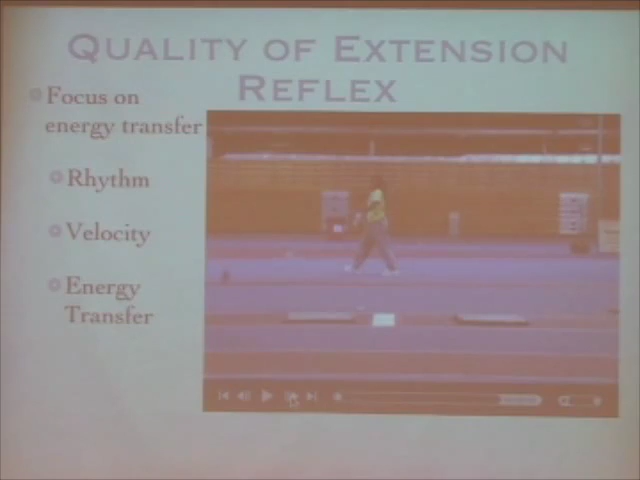 QUALITY OF EXTENSION
REFLEX
Focus on
energy transfer
Rhythm
Velocity
Energy
Transfer